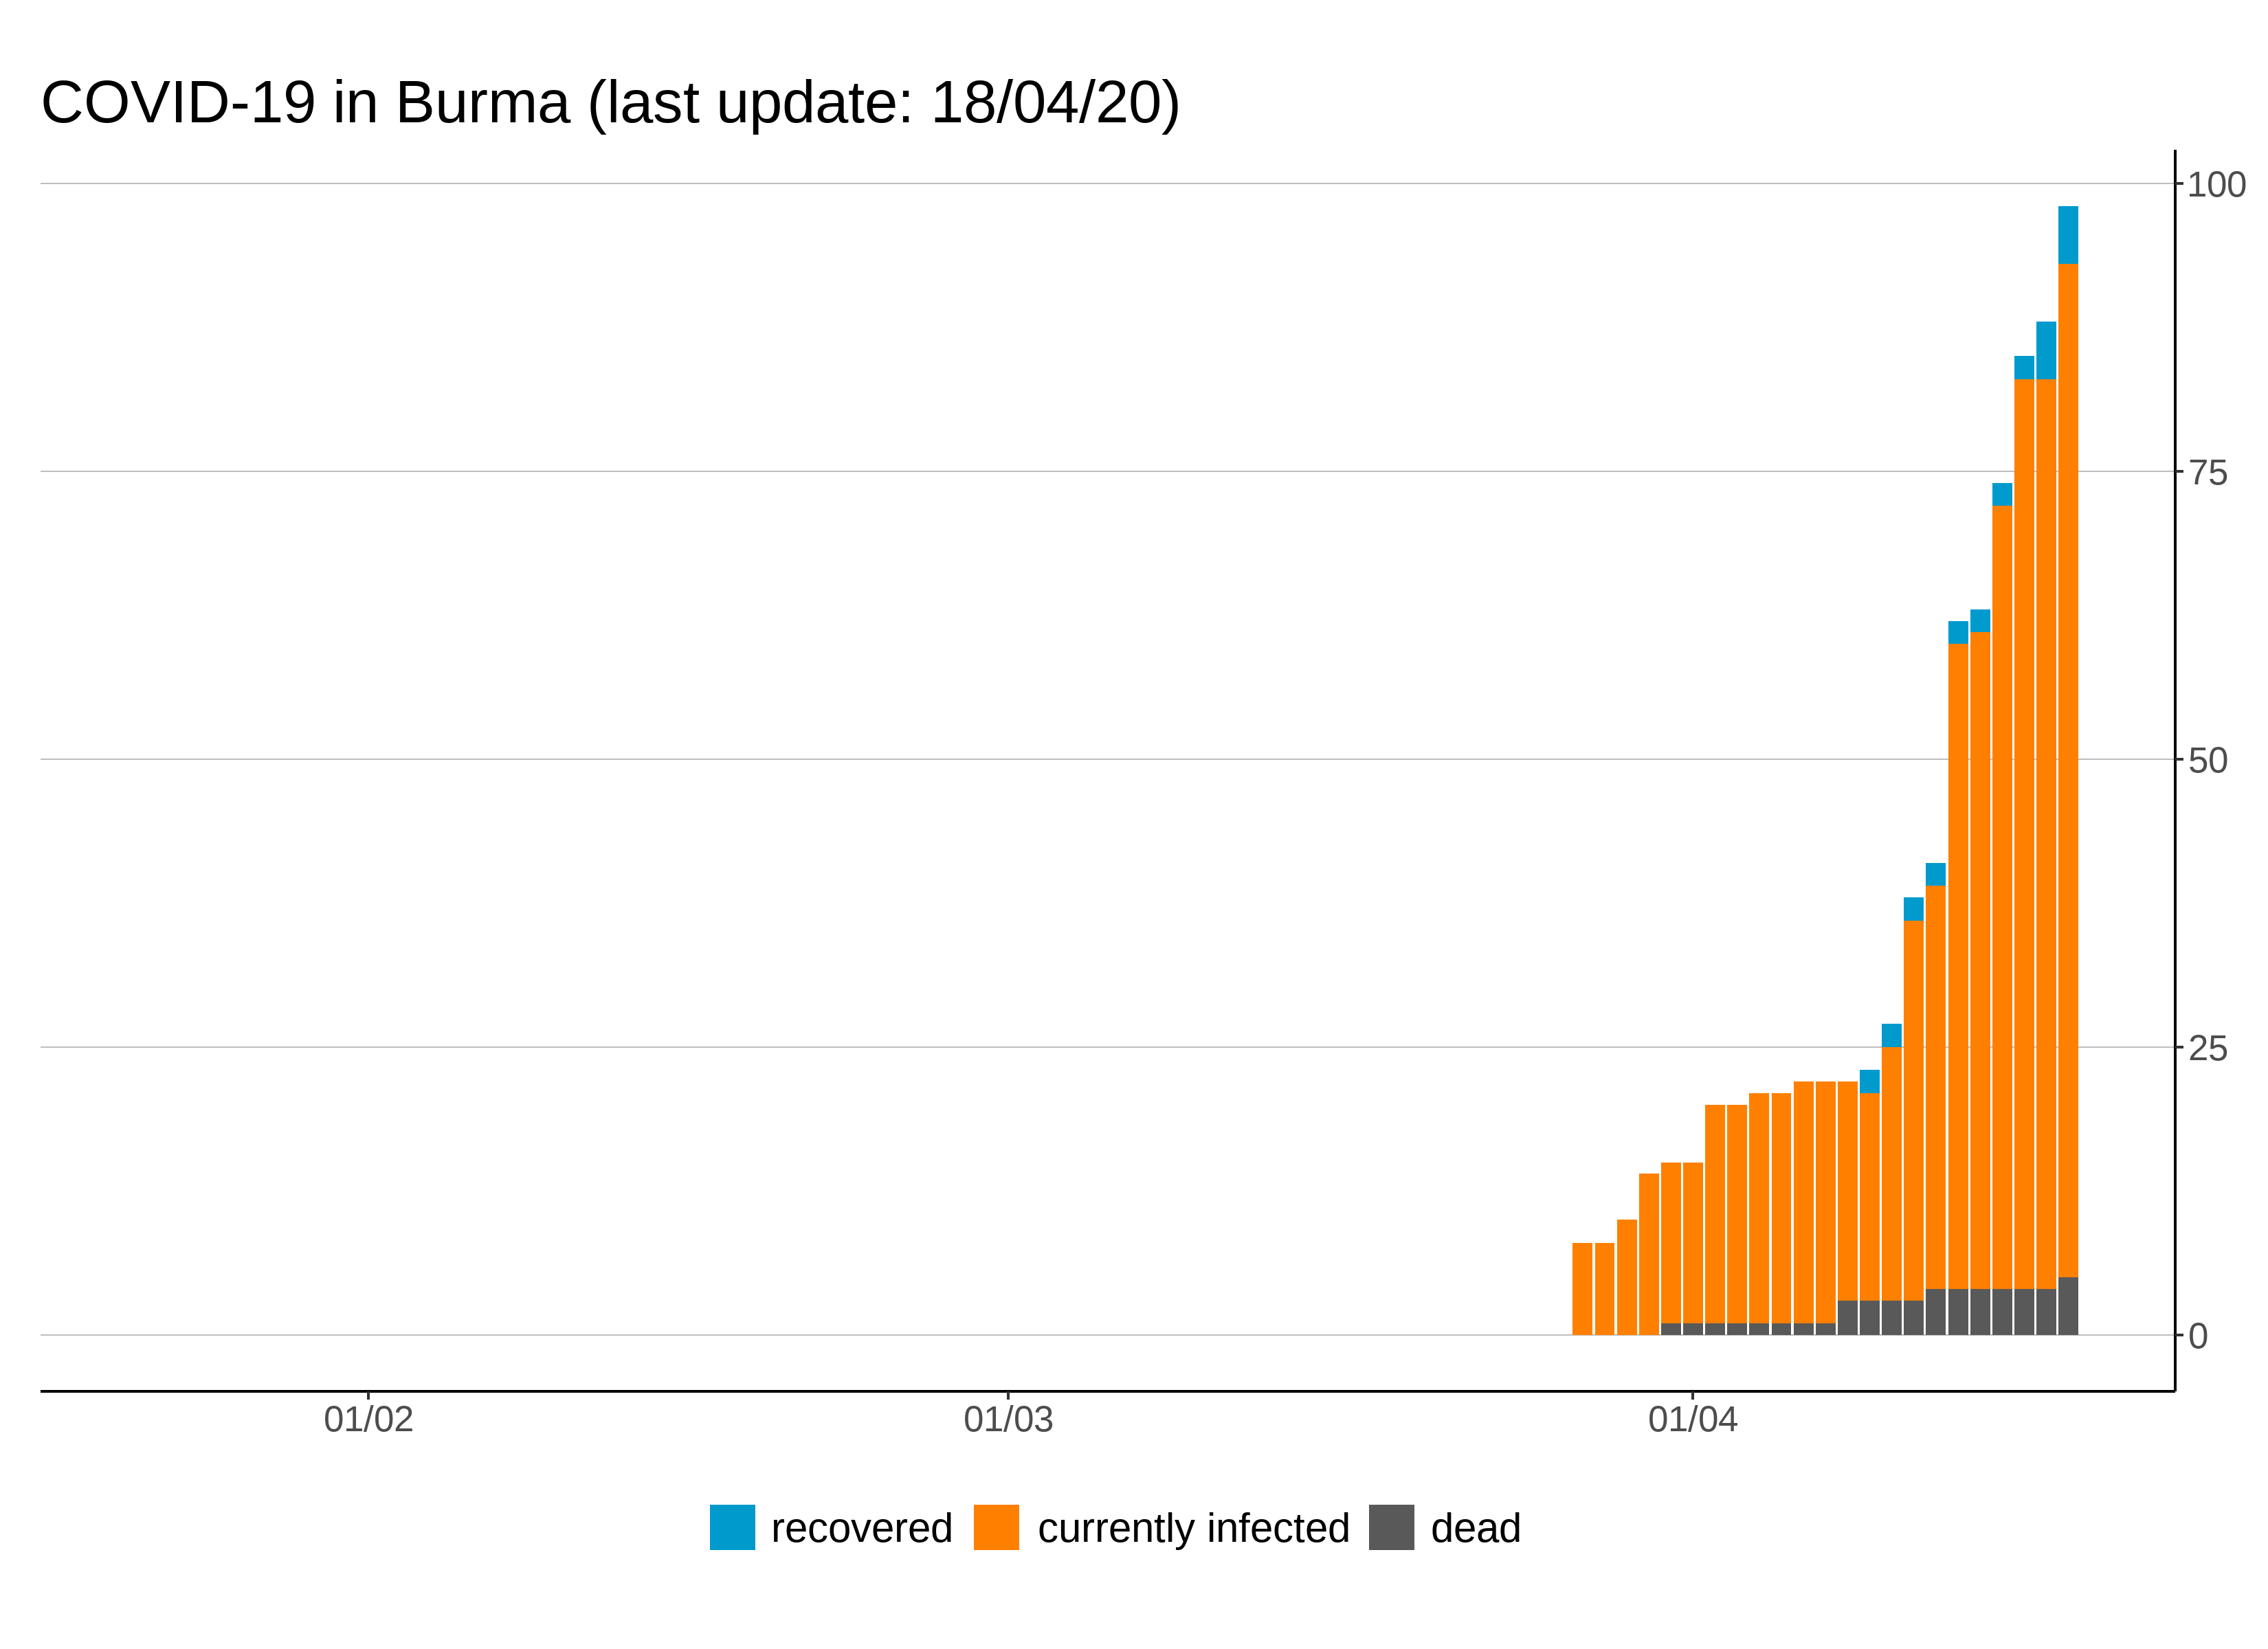 COVID-19 in Burma (last update: 18/04/20)
100
75
50
25
0
01/02 01/03 01/04
recovered currently infected dead